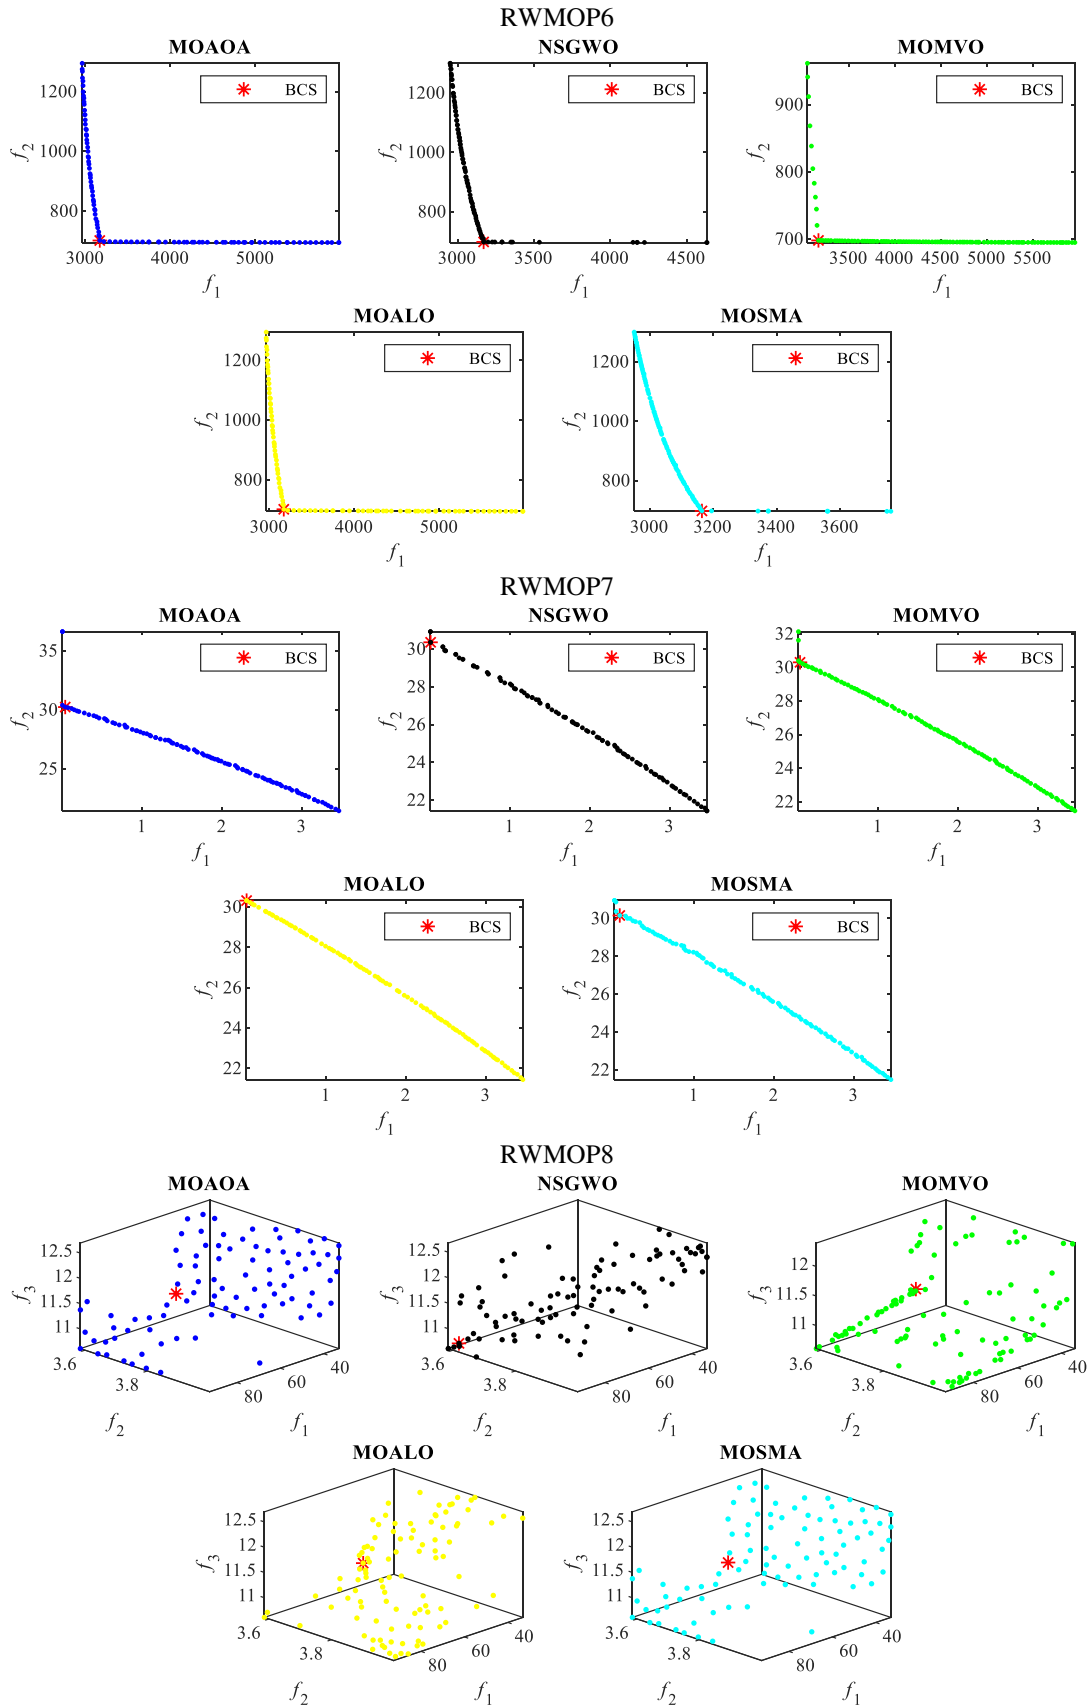 RWMOP6
MOAOA NSGWO MOMVO
BCS BCS BCS
1200 1000 800
f2
3000 4000 5000
f1
1200 1000 800
f2
3000 3500 4000 4500
f1
900 800 700
f2
3500 4000 4500 5000 5500
f1
MOALO MOSMA
BCS BCS
1200 1000 800
f2
3000 4000 5000
f1
1200 1000 800
f2
3000 3200 3400 3600
f1
RWMOP7
MOAOA NSGWO MOMVO
BCS BCS BCS
35 30 25
f2
1 2 3
f1
30 28 26 24 22
f2
1 2 3
f1
32 30 28 26 24 22
f2
1 2 3
f1
MOALO MOSMA
BCS BCS
30 28 26 24 22
f2
1 2 3
f1
30 28 26 24 22
f2
1 2 3
f1
RWMOP8
MOAOA NSGWO MOMVO
12.5 12 11.5 11
f3
3.6 3.8
f2
80 60 40
f1
12.5 12 11.5 11
f3
3.6 3.8
f2
80 60 40
f1
12 11.5 11
f3
3.6 3.8
f2
80 60 40
f1
MOALO MOSMA
12.5 12 11.5 11
f3
3.6 3.8
f2
80 60 40
f1
12.5 12 11.5 11
f3
3.6 3.8
f2
80 60 40
f1